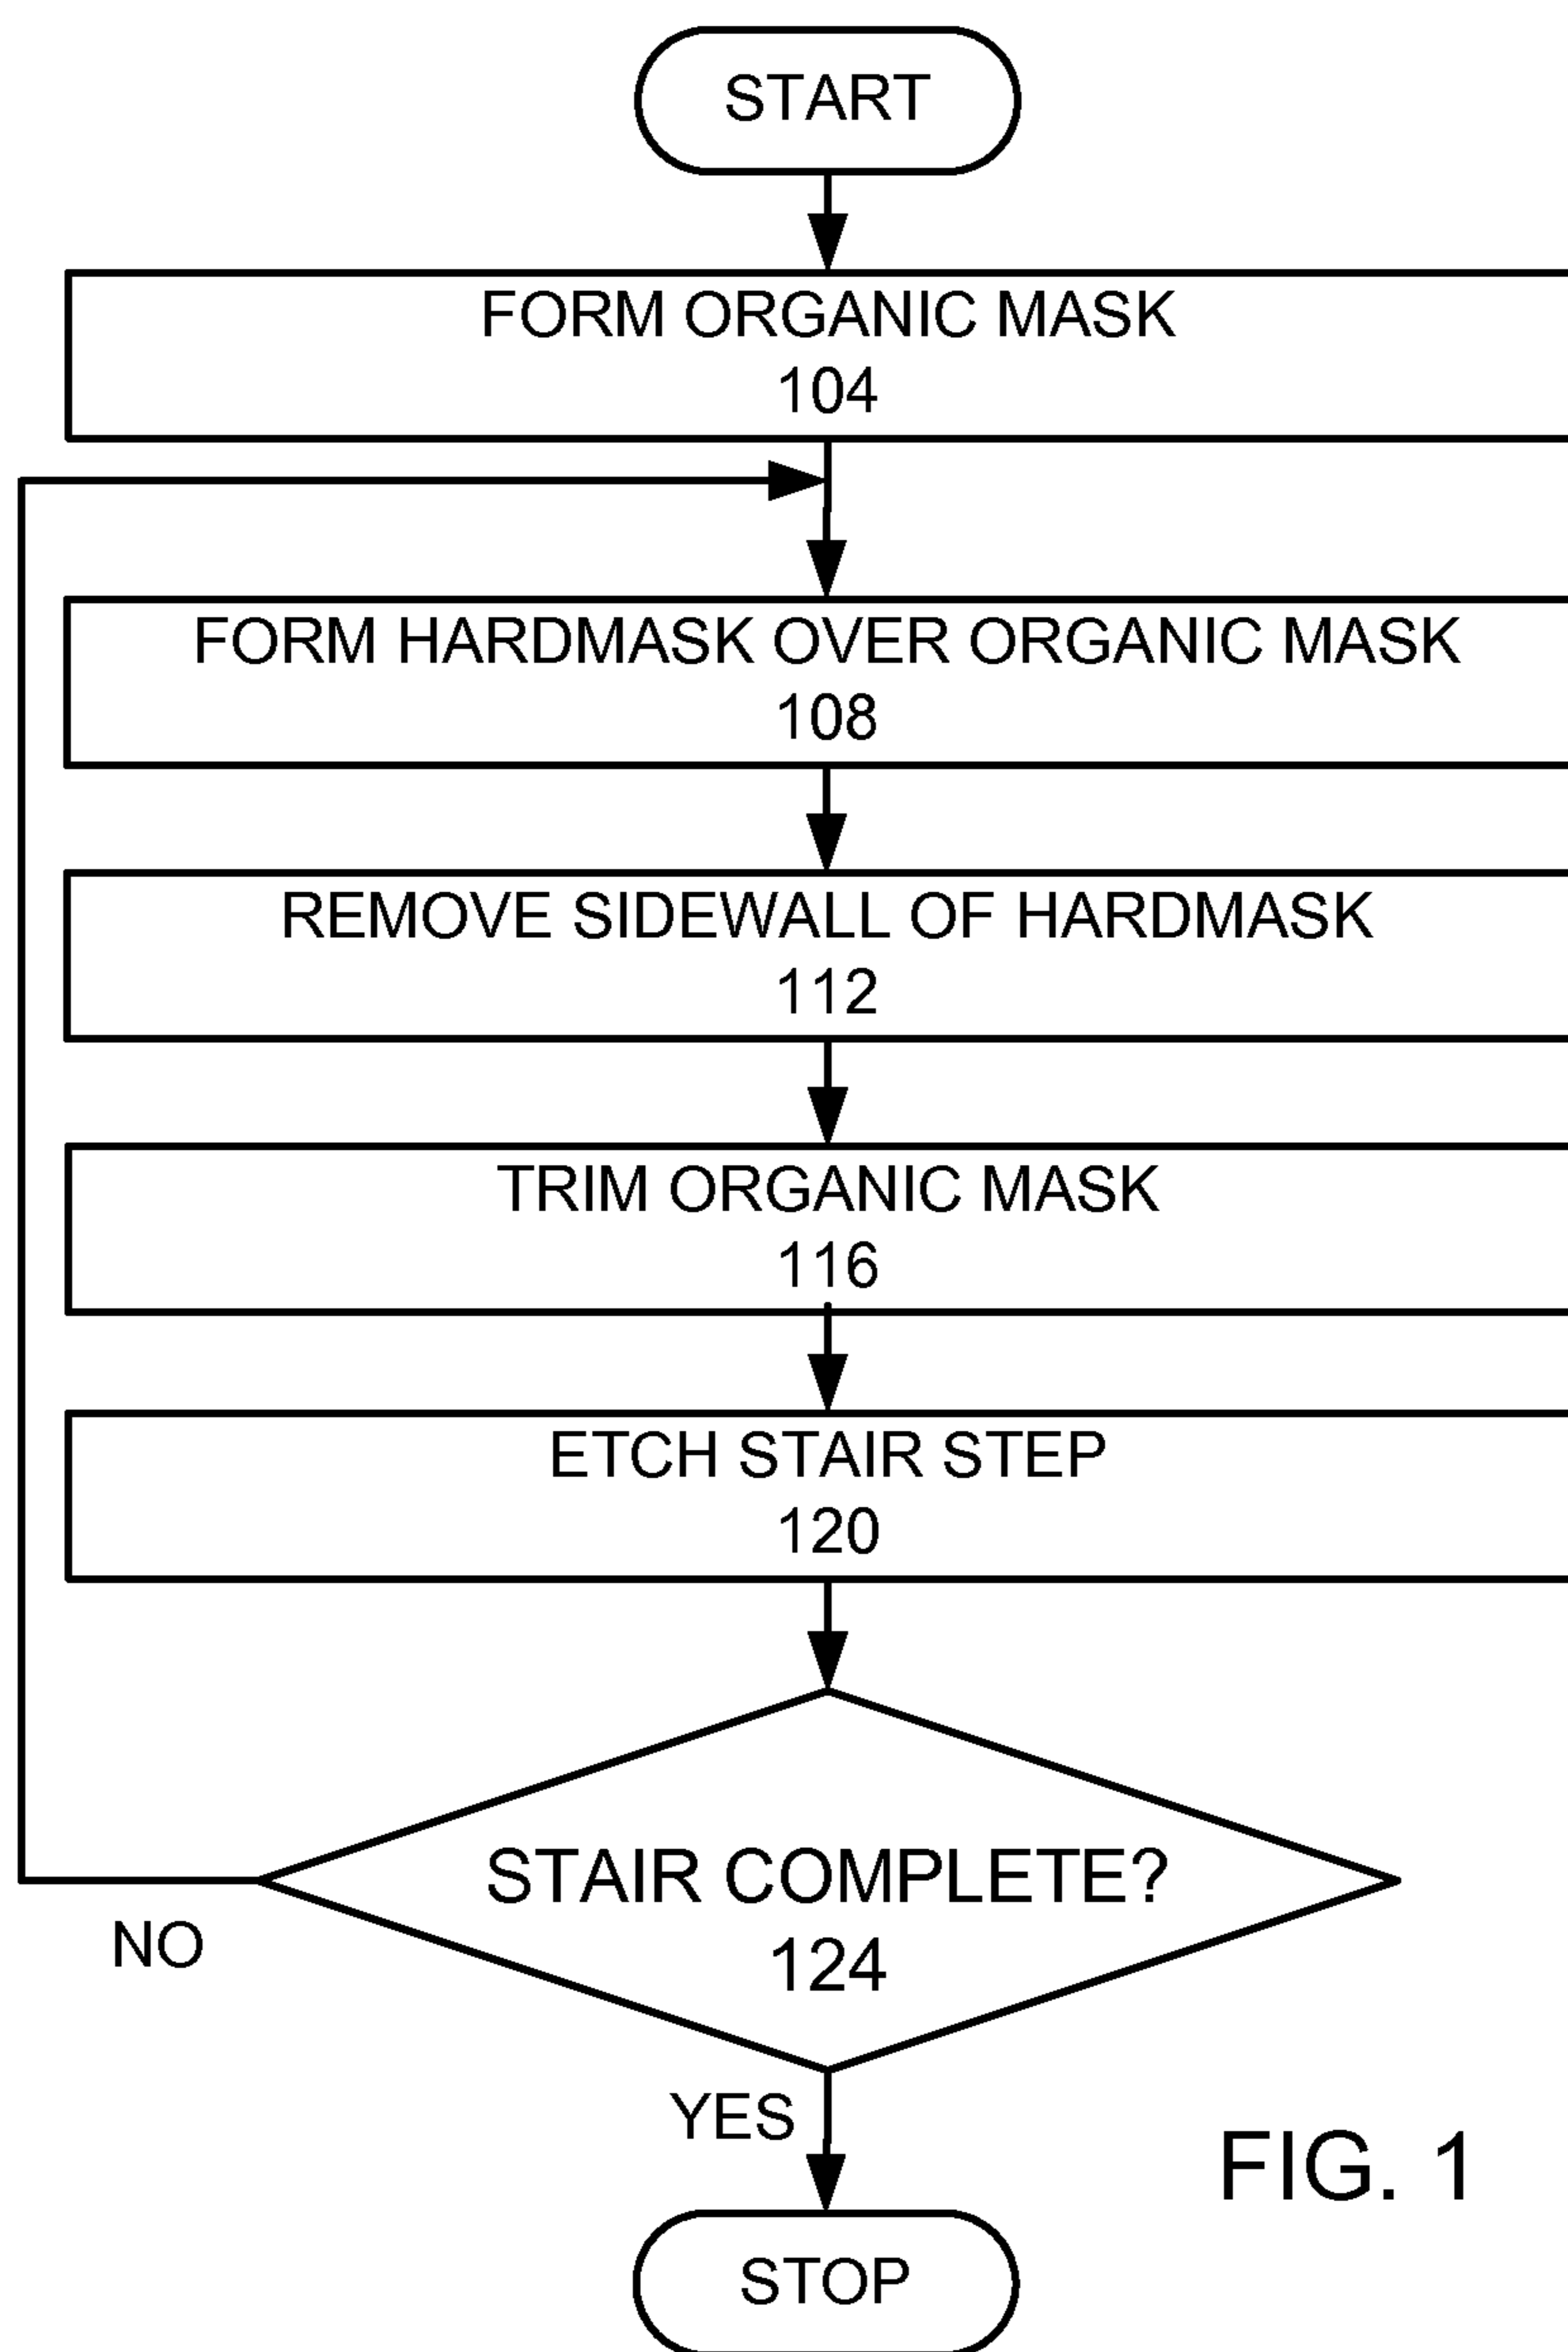 START
FORM ORGANIC MASK
104
FORM HARDMASK OVER ORGANIC MASK
108
REMOVE SIDEWALL OF HARDMASK
112
TRIM ORGANIC MASK
116
ETCH STAIR STEP
120
STAIR COMPLETE?
124
NO
YES
FIG. 1
STOP